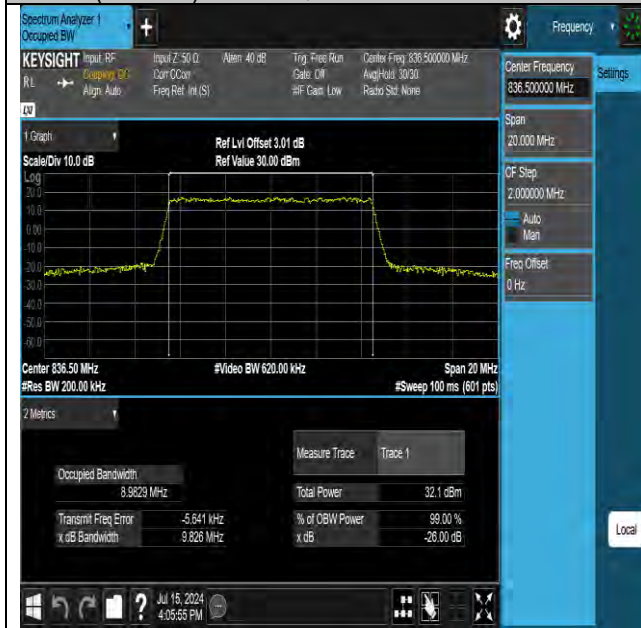 Spectrum Analyzer 1
Occupied BW
Frequency
KEYSIGHT Input: RF
Coupling: DC
Align: Auto
RL
Input Z: 50 Ω
Corr CCorr
Freq Ref: Int (S)
Atten: 40 dB
Trig: Free Run
Gate: Off
#IF Gain: Low
Center Freq: 836.500000 MHz
Avg|Hold: 30/30
Radio Std: None
LXI
Center Frequency
836.500000 MHz
Settings
Span
20.000 MHz
CF Step
2.000000 MHz
Auto
Man
Freq Offset
0 Hz
1 Graph
Scale/Div 10.0 dB
Ref Lvl Offset 3.01 dB
Ref Value 30.00 dBm
Log
20.0
10.0
0.00
-10.0
-20.0
-30.0
-40.0
-50.0
-60.0
Center 836.50 MHz
#Video BW 620.00 kHz
Span 20 MHz
#Res BW 200.00 kHz
#Sweep 100 ms (601 pts)
2 Metrics
Measure Trace Trace 1
Occupied Bandwidth
8.9829 MHz
Total Power 32.1 dBm
Transmit Freq Error -5.641 kHz
% of OBW Power 99.00 %
x dB Bandwidth 9.826 MHz
x dB -26.00 dB
Local
?
Jul 15, 2024
4:05:55 PM